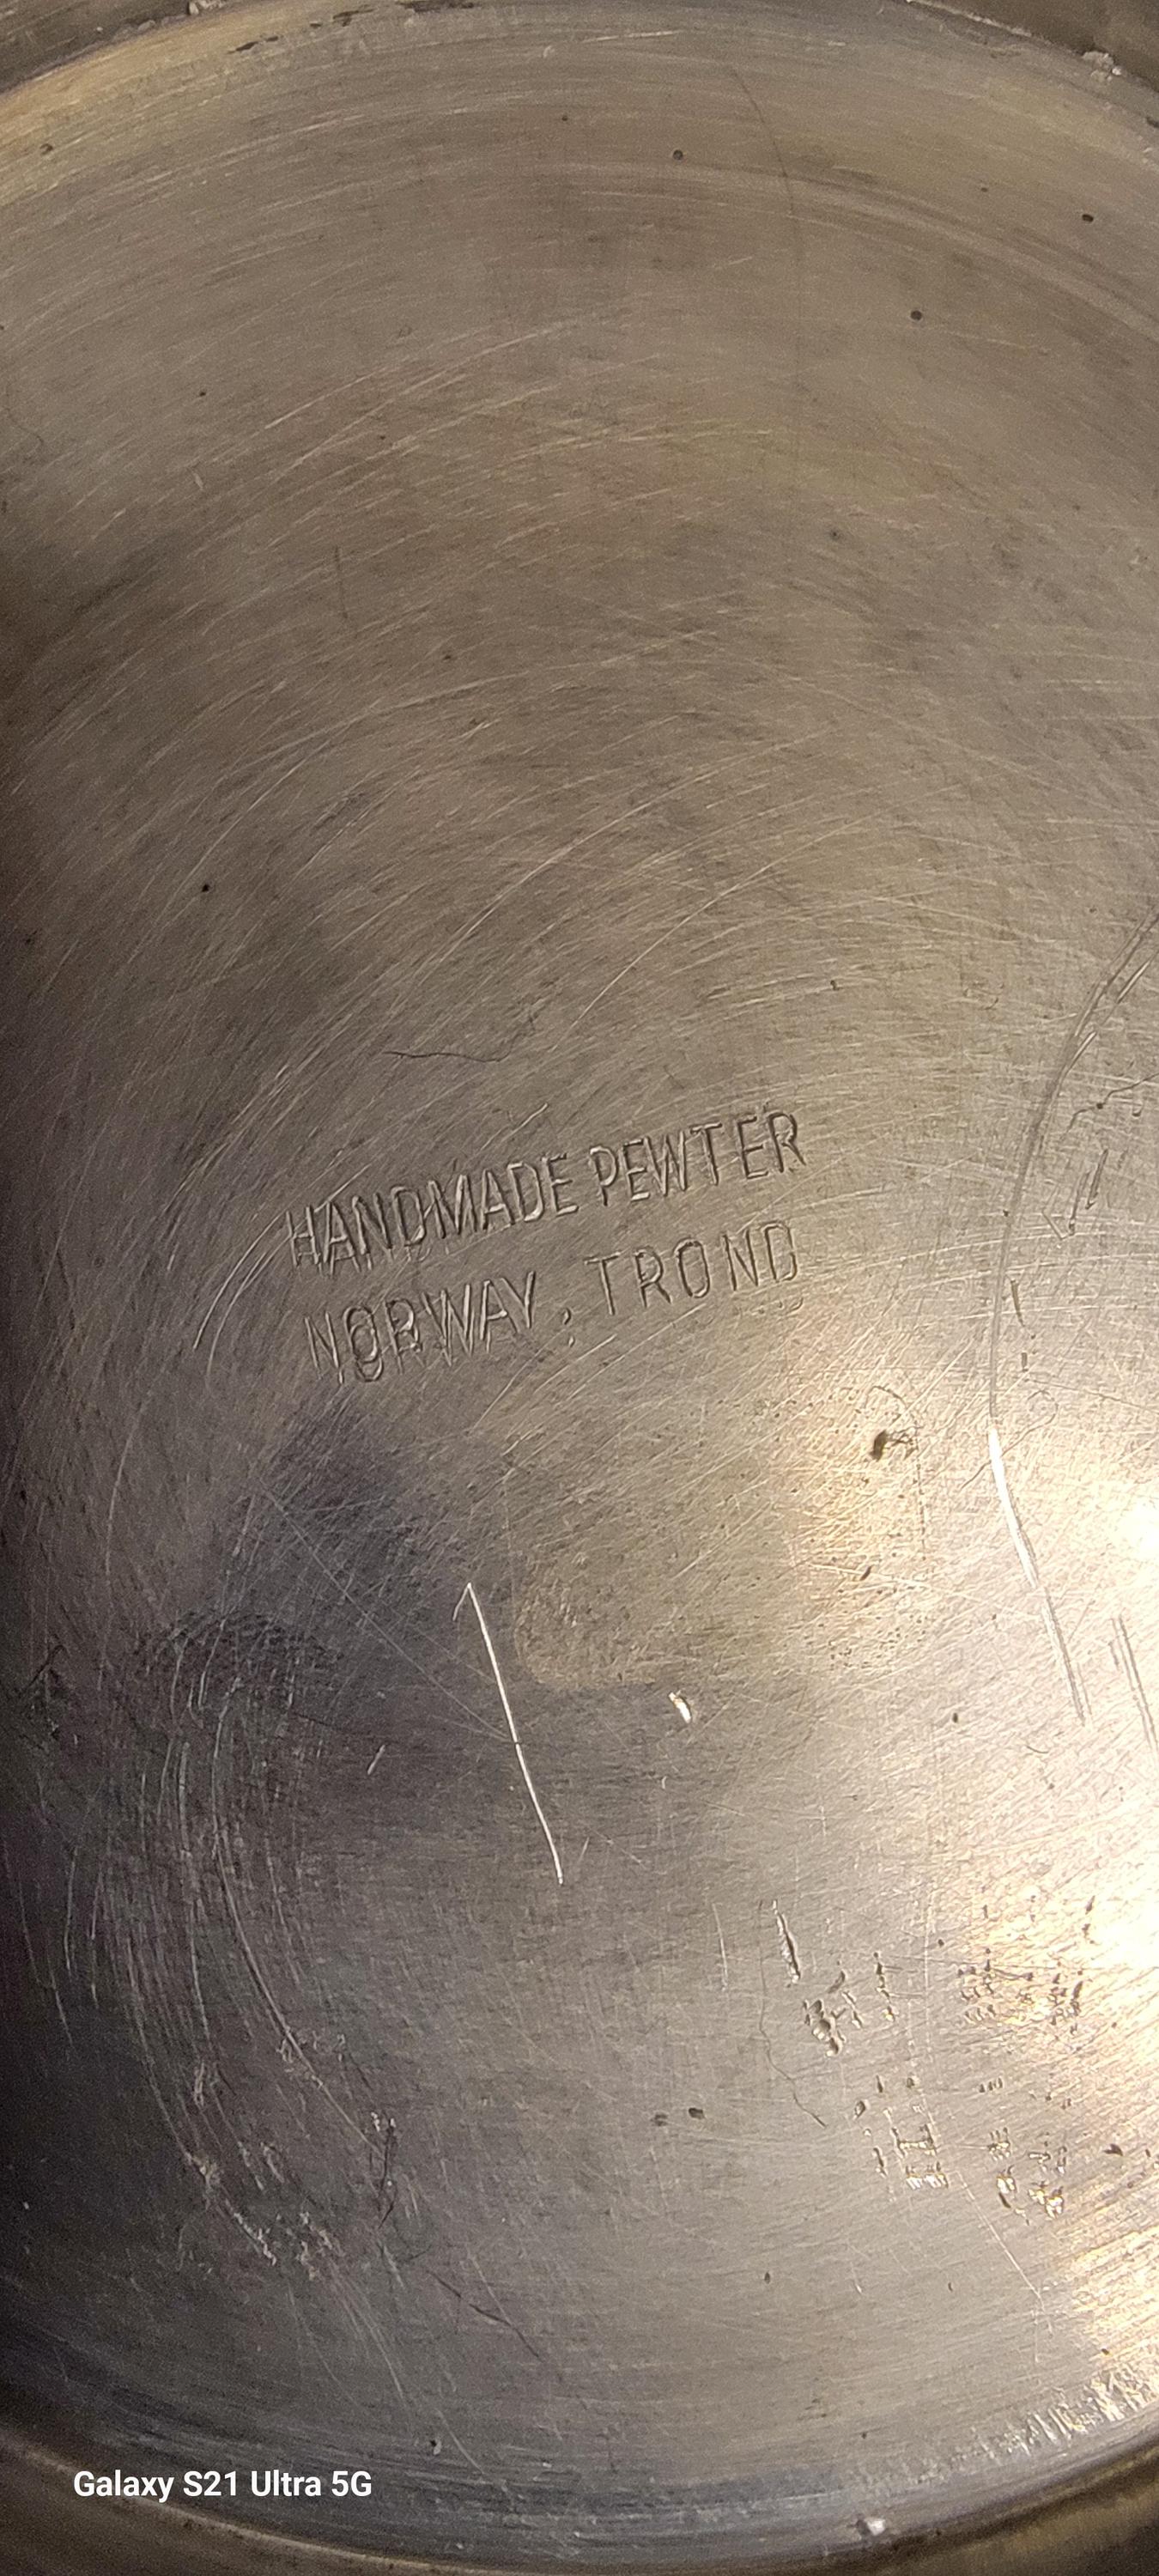 HANDMADE PEWTER
NORWAY, TROND
Galaxy S21 Ultra 5G